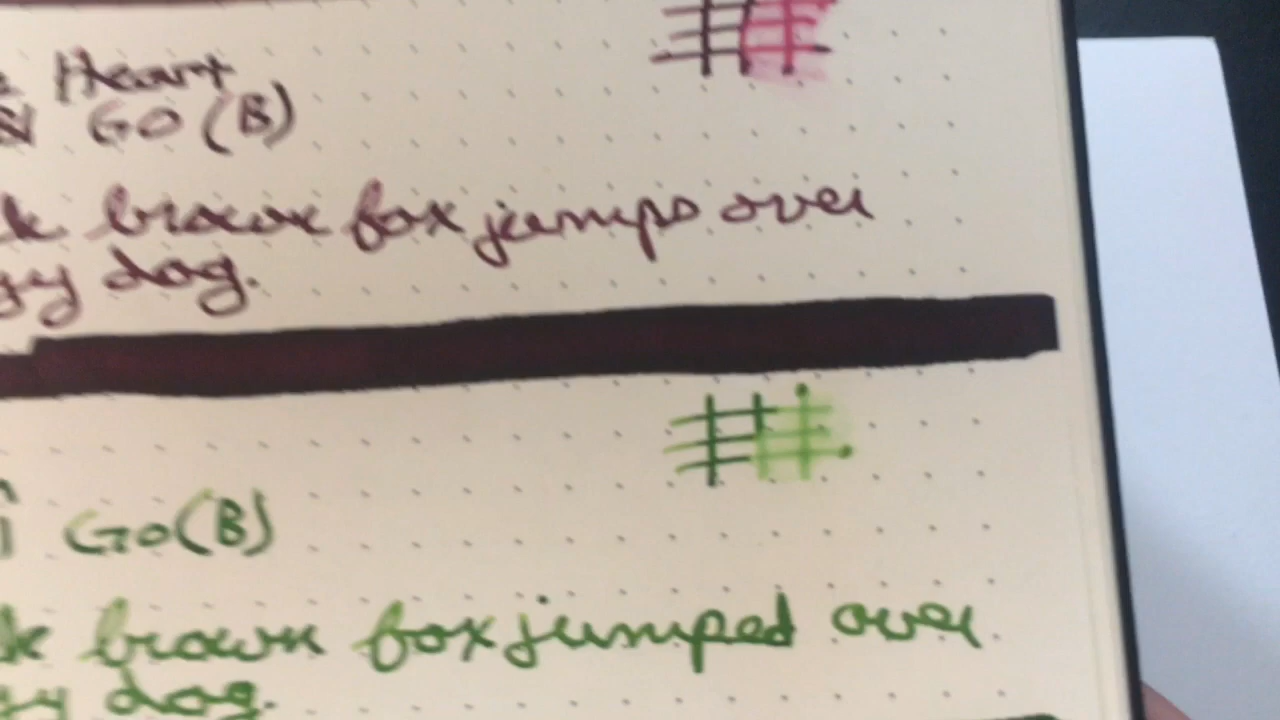 Heart
GO (B)
brown fox jumps over
dog.
GO(B)
brown fox jumped over
dog.